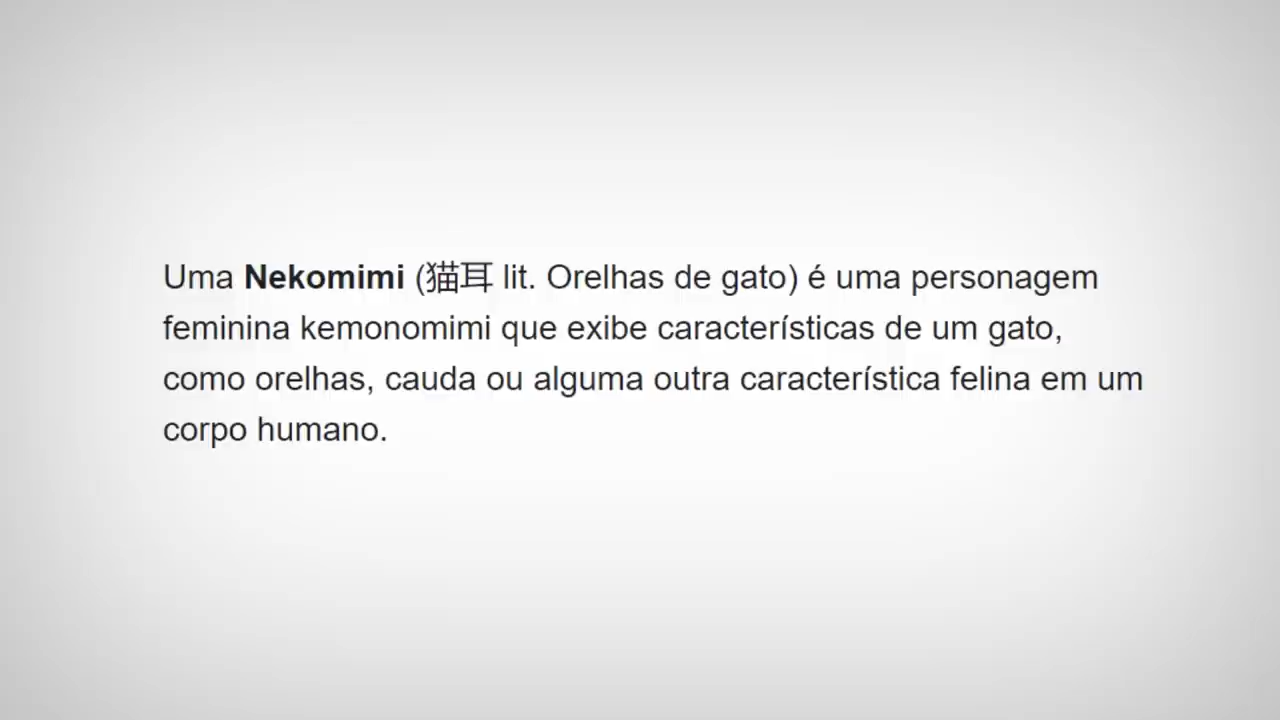 Uma Nekomimi (猫耳 lit. Orelhas de gato) é uma personagem
feminina kemonomimi que exibe características de um gato,
como orelhas, cauda ou alguma outra característica felina em um
corpo humano.